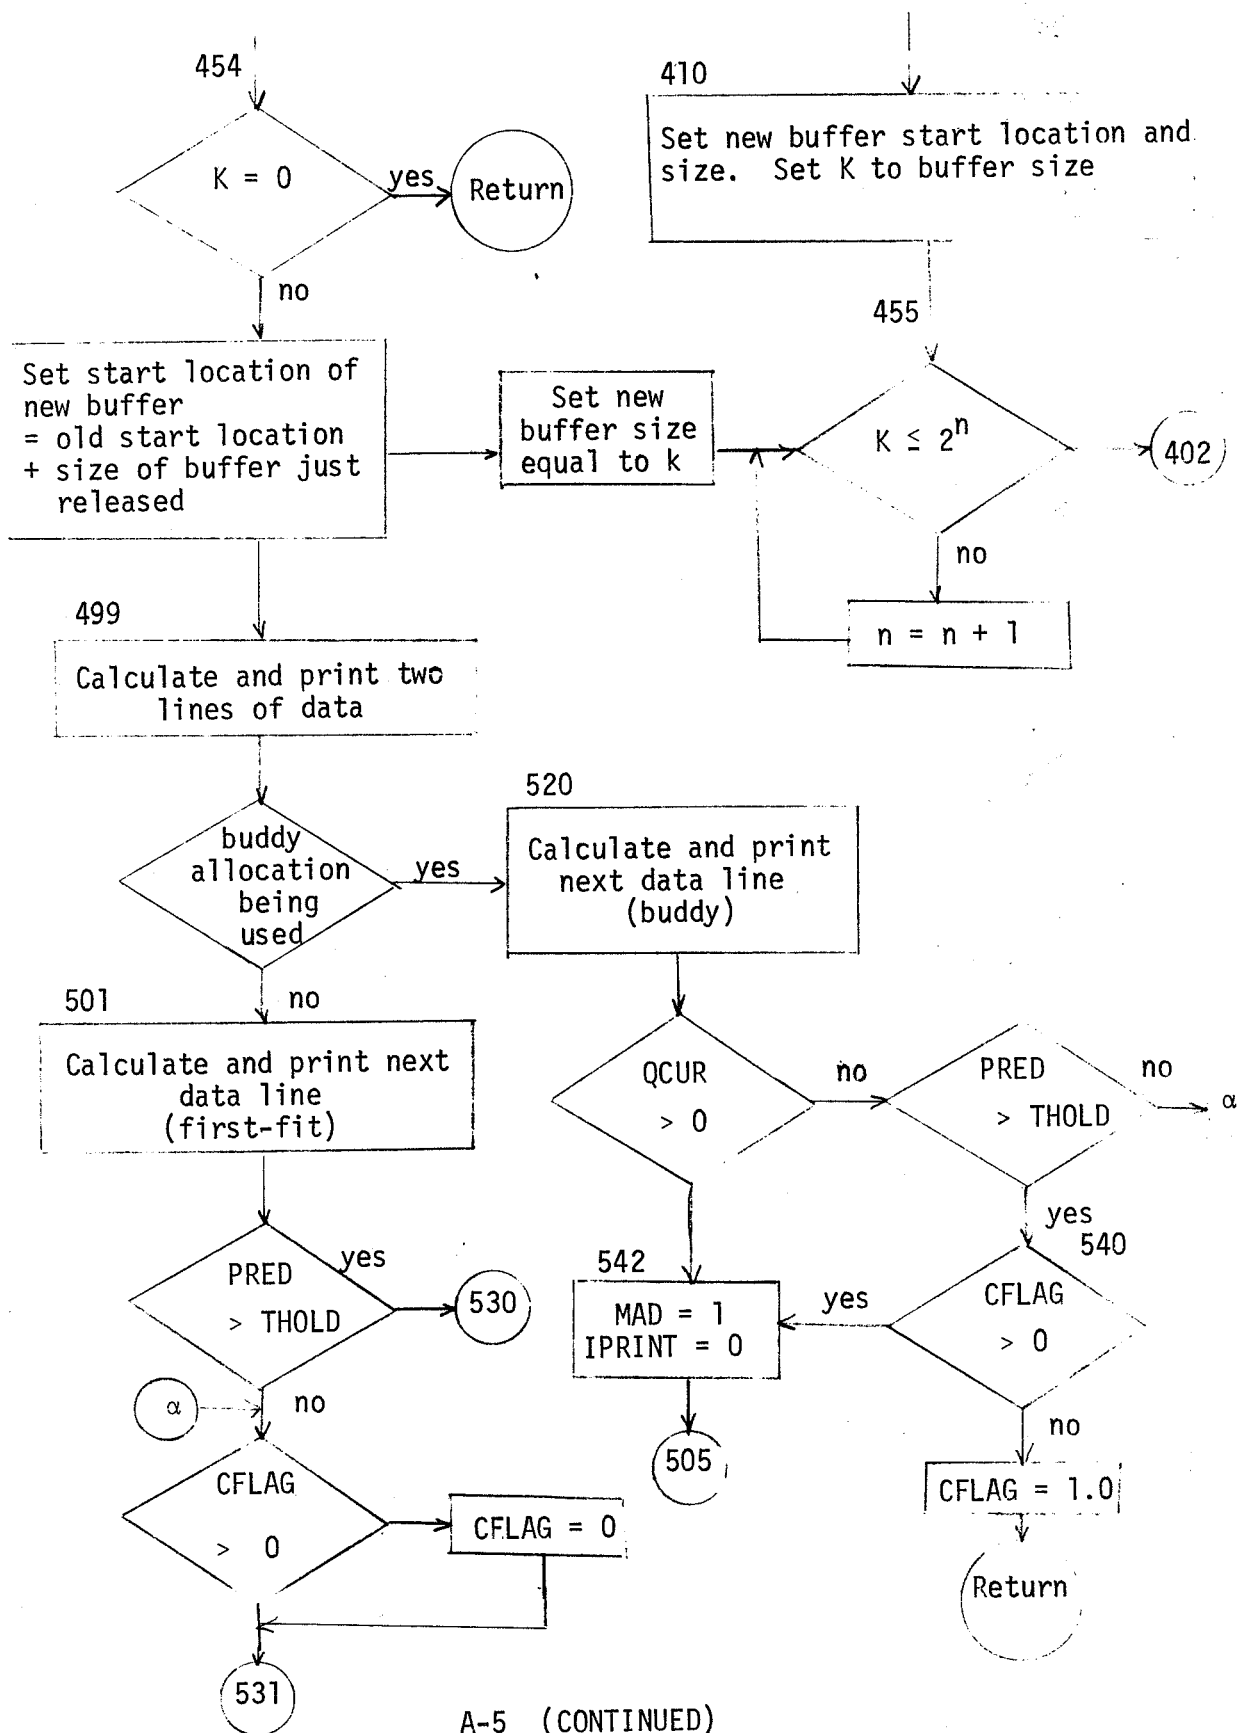 454
K = 0
yes
Return
no
410
Set new buffer start location and
size. Set K to buffer size
455
Set start location of
new buffer
= old start location
+ size of buffer just
released
Set new
buffer size
equal to k
K ≤ 2^n
402
no
n = n + 1
499
Calculate and print two
lines of data
buddy
allocation
being
used
yes
no
520
Calculate and print
next data line
(buddy)
501
Calculate and print next
data line
(first-fit)
QCUR
> 0
no
PRED
> THOLD
no
α
yes
540
PRED
> THOLD
yes
530
no
α
542
MAD = 1
IPRINT = 0
yes
CFLAG
> 0
no
505
CFLAG = 1.0
Return
CFLAG
> 0
CFLAG = 0
531
A-5 (CONTINUED)